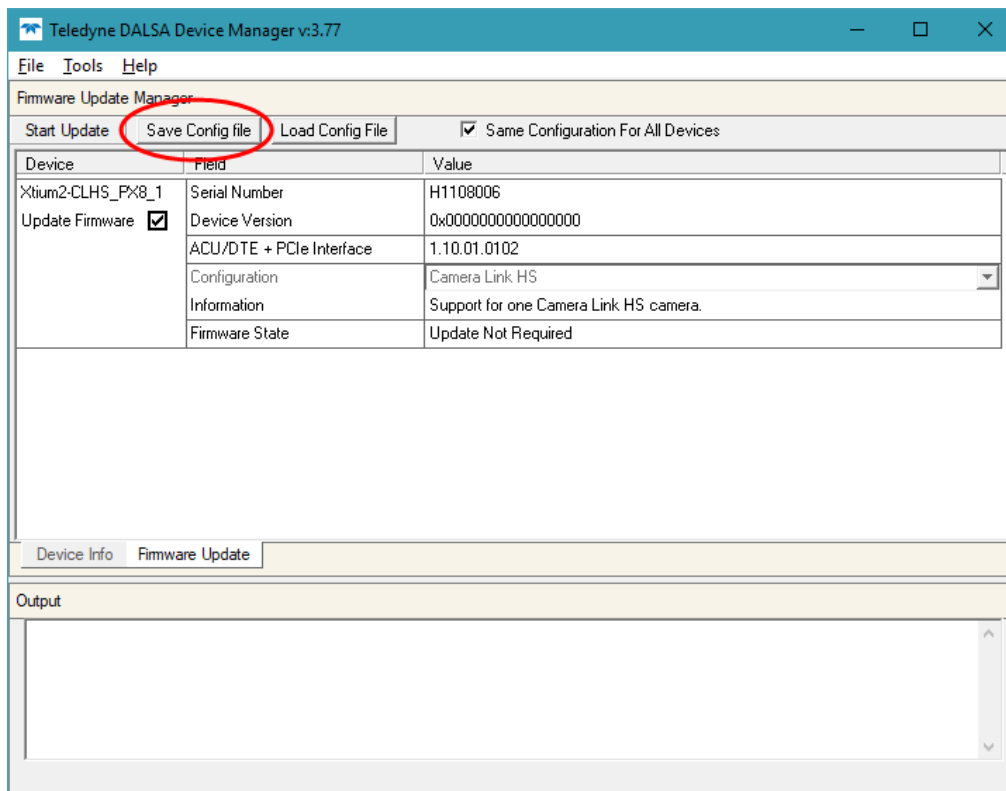 Teledyne DALSA Device Manager v:3.77
File Tools Help
Firmware Update Manager
Start Update Save Config file Load Config File Same Configuration For All Devices
Device Field Value
Xtium2-CLHS_PX8_1 Serial Number H1108006
Update Firmware Device Version 0x0000000000000000
ACU/DTE + PCIe Interface 1.10.01.0102
Configuration Camera Link HS
Information Support for one Camera Link HS camera.
Firmware State Update Not Required
Device Info Firmware Update
Output